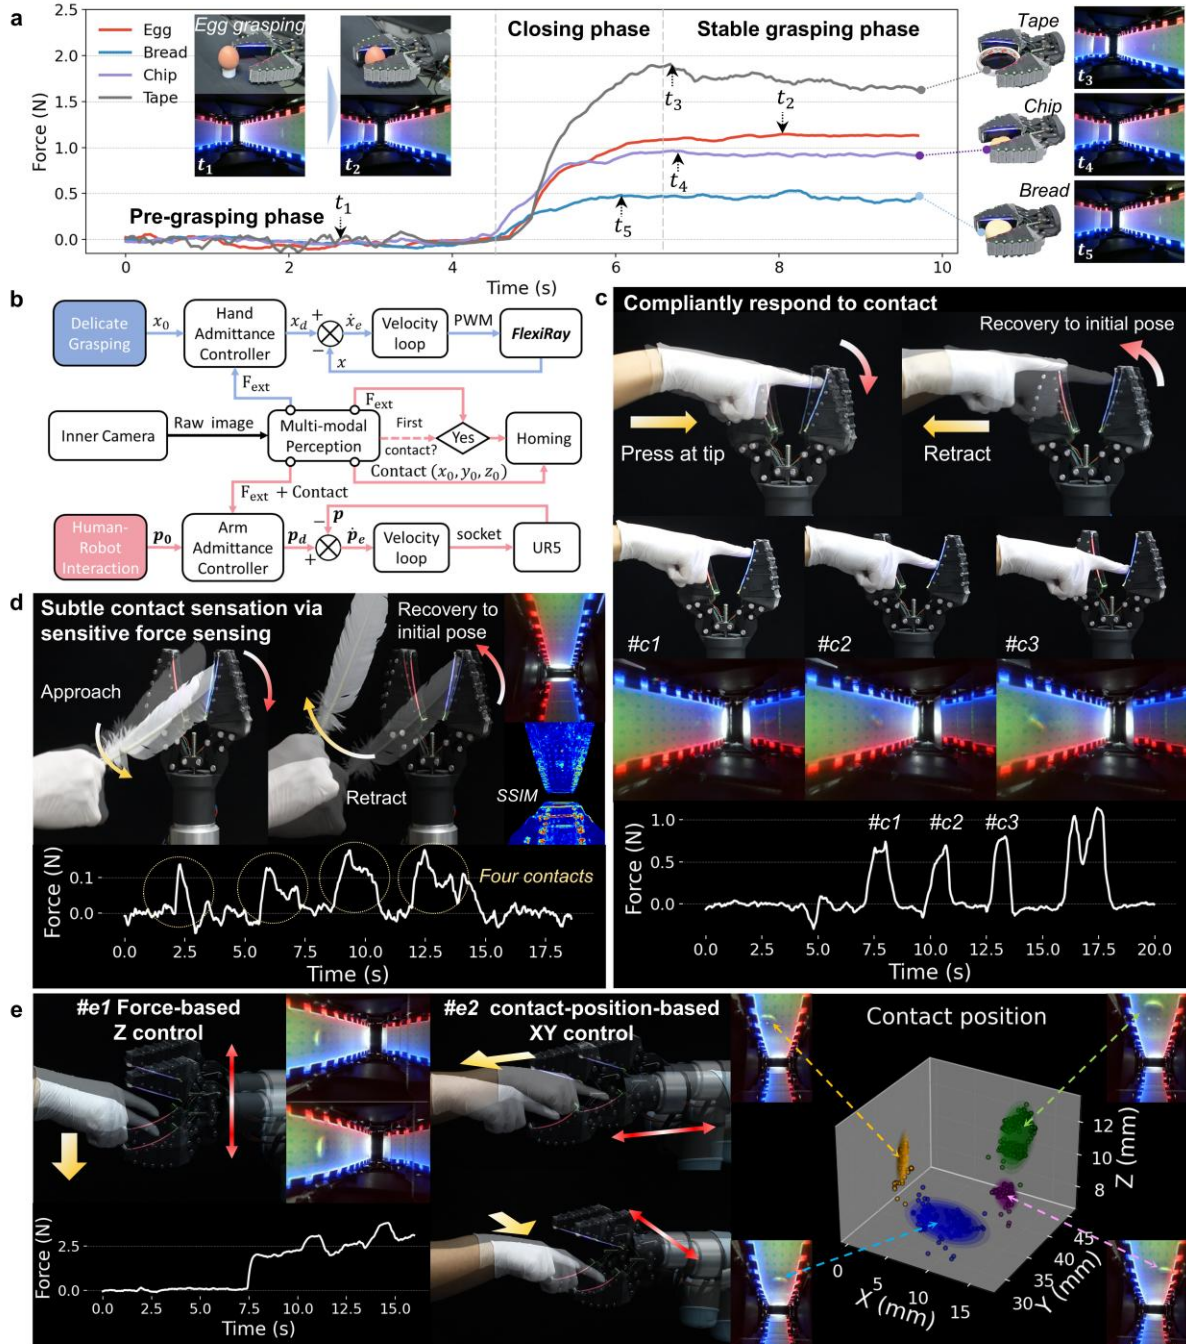 a
Egg
Bread
Chip
Tape
Egg grasping
t1
t2
Closing phase
Stable grasping phase
Pre-grasping phase
t1
t2
t3
t4
t5
2.5
2.0
1.5
1.0
0.5
0.0
Force (N)
0 2 4 6 8 10
Time (s)
Tape
t3
Chip
t4
Bread
t5
b
Delicate
Grasping
x0
Hand
Admittance
Controller
xd
+
−
ẋe
Velocity
loop
PWM
FlexiRay
x
Fext
Inner Camera
Raw image
Multi-modal
Perception
Fext
First
contact?
Yes
Homing
Contact (x0, y0, z0)
Fext + Contact
Human-
Robot
Interaction
p0
Arm
Admittance
Controller
pd
−
+
p
ṗe
Velocity
loop
socket
UR5
c
Compliantly respond to contact
Press at tip
Recovery to initial pose
Retract
#c1
#c2
#c3
#c1
#c2
#c3
1.0
0.5
0.0
Force (N)
0.0 2.5 5.0 7.5 10.0 12.5 15.0 17.5 20.0
Time (s)
d
Subtle contact sensation via
sensitive force sensing
Approach
Recovery to
initial pose
Retract
SSIM
Four contacts
0.1
0.0
Force (N)
0.0 2.5 5.0 7.5 10.0 12.5 15.0 17.5
Time (s)
e
#e1 Force-based
Z control
2.5
0.0
Force (N)
0.0 2.5 5.0 7.5 10.0 12.5 15.0
Time (s)
#e2 contact-position-based
XY control
Contact position
12
10
8
Z (mm)
0 5 10 15
X (mm)
30 35 40 45
Y (mm)